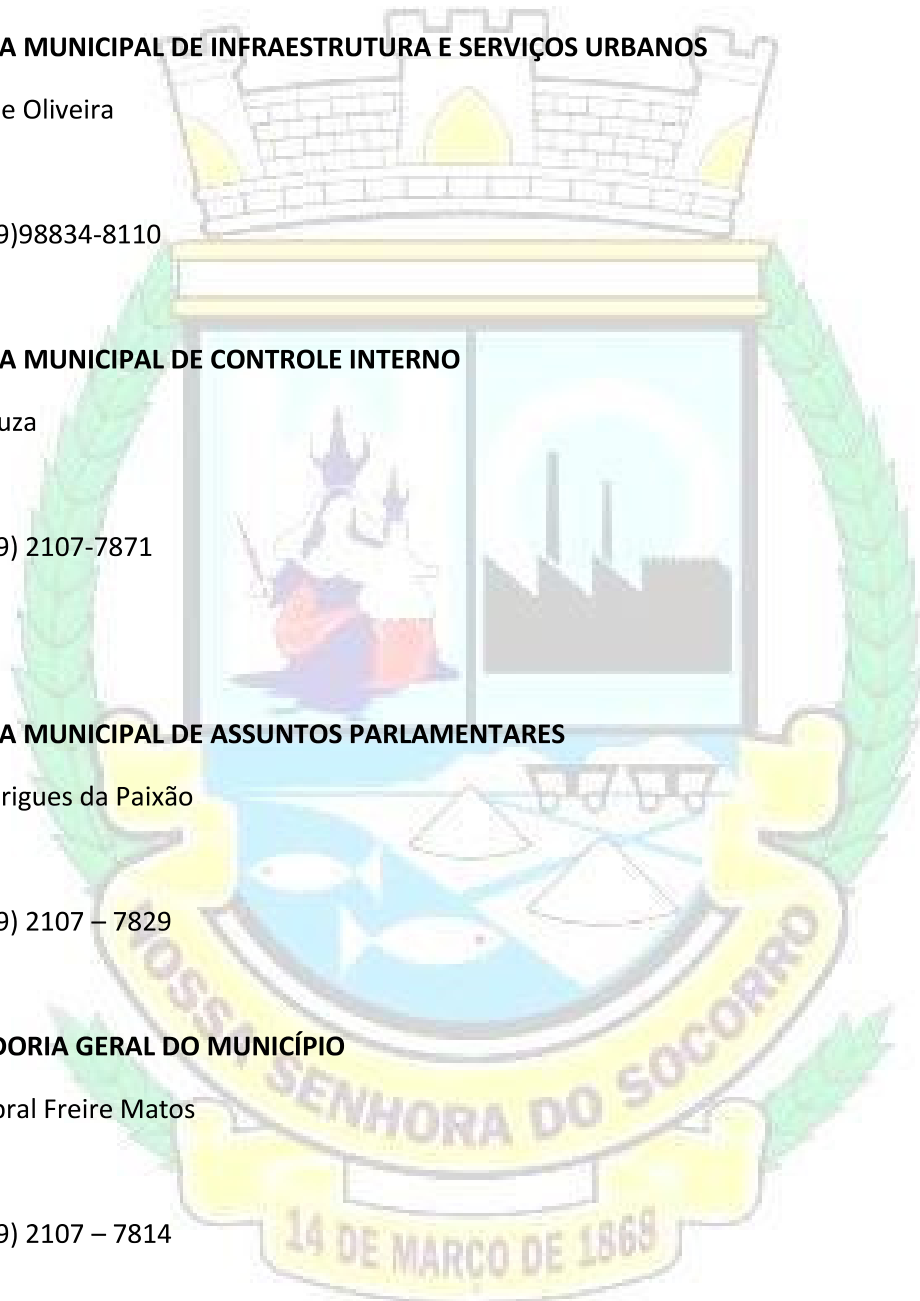 A MUNICIPAL DE INFRAESTRUTURA E SERVIÇOS URBANOS
e Oliveira
9)98834-8110
A MUNICIPAL DE CONTROLE INTERNO
uza
9) 2107-7871
A MUNICIPAL DE ASSUNTOS PARLAMENTARES
rigues da Paixão
9) 2107 – 7829
DORIA GERAL DO MUNICÍPIO
bral Freire Matos
9) 2107 – 7814
NOSSA SENHORA DO SOCORRO
14 DE MARÇO DE 1868